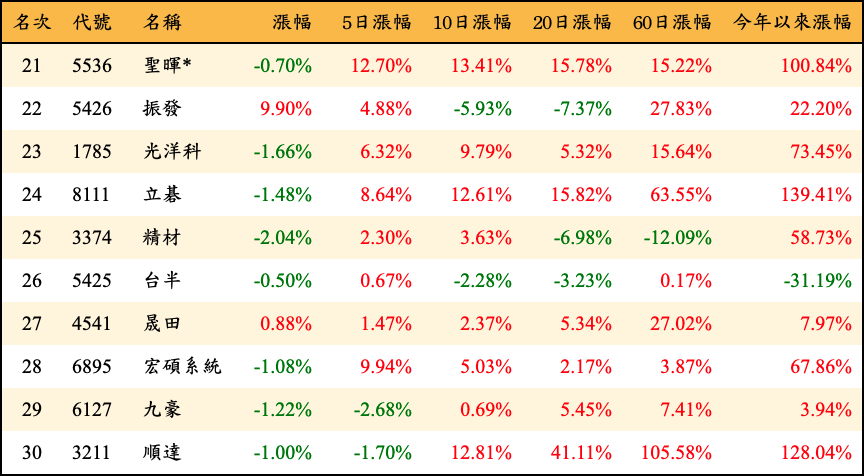 名次 代號 名稱 漲幅 5日漲幅 10日漲幅 20日漲幅 60日漲幅 今年以來漲幅
21 5536 聖暉* -0.70% 12.70% 13.41% 15.78% 15.22% 100.84%
22 5426 振發 9.90% 4.88% -5.93% -7.37% 27.83% 22.20%
23 1785 光洋科 -1.66% 6.32% 9.79% 5.32% 15.64% 73.45%
24 8111 立碁 -1.48% 8.64% 12.61% 15.82% 63.55% 139.41%
25 3374 精材 -2.04% 2.30% 3.63% -6.98% -12.09% 58.73%
26 5425 台半 -0.50% 0.67% -2.28% -3.23% 0.17% -31.19%
27 4541 晟田 0.88% 1.47% 2.37% 5.34% 27.02% 7.97%
28 6895 宏碩系統 -1.08% 9.94% 5.03% 2.17% 3.87% 67.86%
29 6127 九豪 -1.22% -2.68% 0.69% 5.45% 7.41% 3.94%
30 3211 順達 -1.00% -1.70% 12.81% 41.11% 105.58% 128.04%